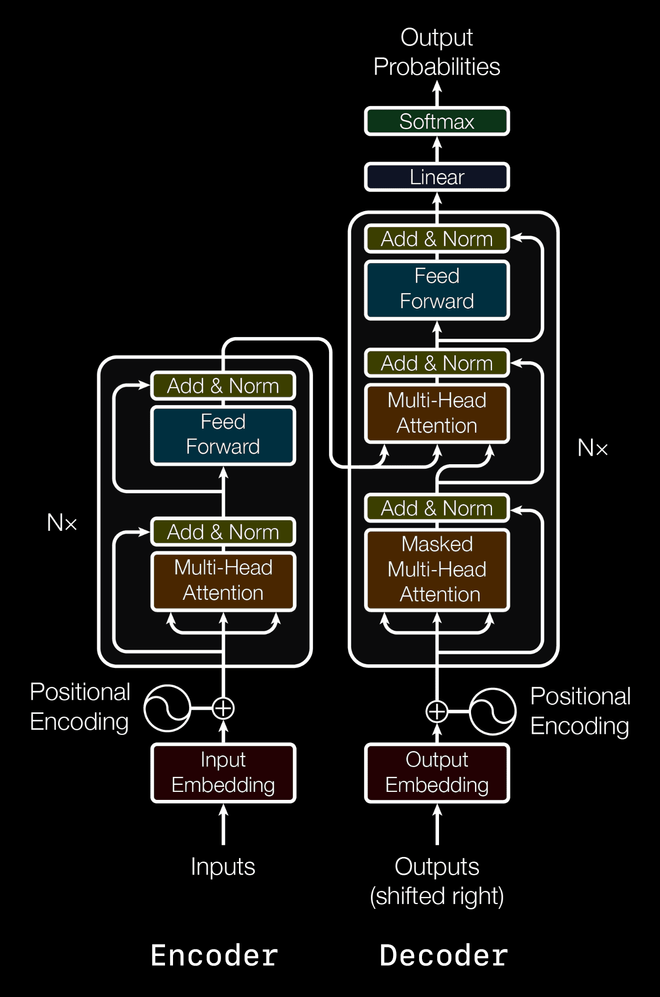 Output
Probabilities
Softmax
Linear
Add & Norm
Feed
Forward
Add & Norm
Multi-Head
Attention
Nx
Add & Norm
Masked
Multi-Head
Attention
Add & Norm
Feed
Forward
Nx
Add & Norm
Multi-Head
Attention
Positional
Encoding
Positional
Encoding
Input
Embedding
Output
Embedding
Inputs
Outputs
(shifted right)
Encoder
Decoder